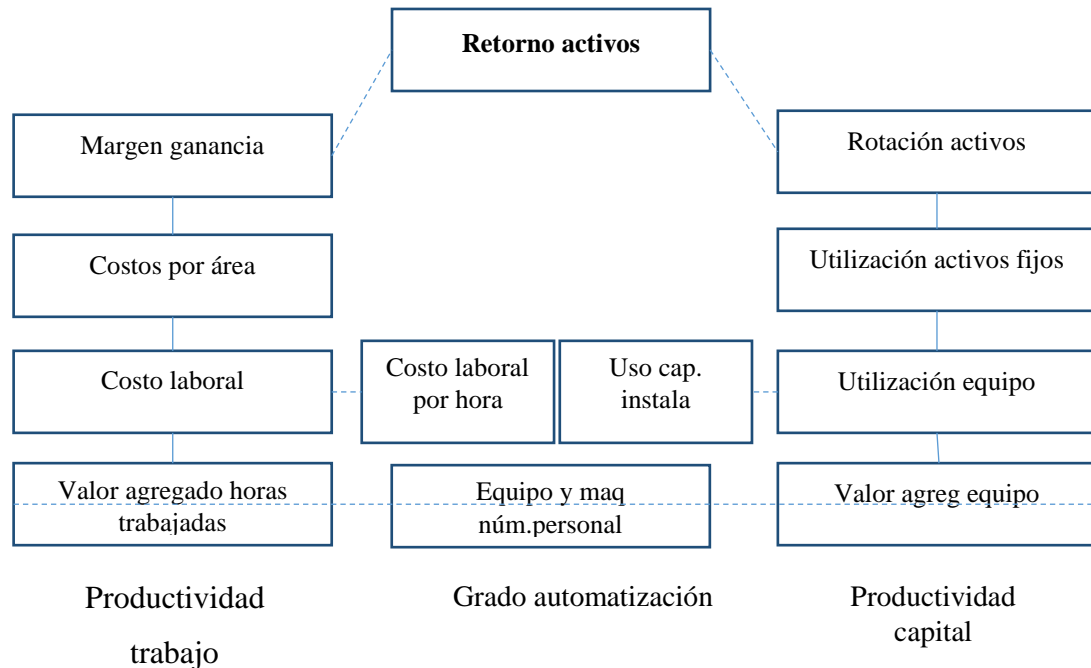 Retorno activos
Margen ganancia
Rotación activos
Costos por área
Utilización activos fijos
Costo laboral
Costo laboral
por hora
Uso cap.
instala
Utilización equipo
Valor agregado horas
trabajadas
Equipo y maq
núm.personal
Valor agreg equipo
Productividad
trabajo
Grado automatización
Productividad
capital